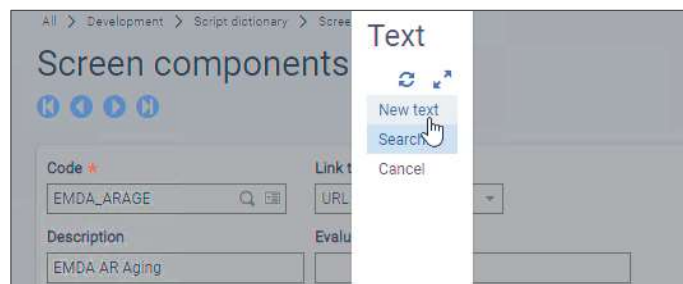 All > Development > Script dictionary > Scree
Screen components
Text
New text
Search
Cancel
Code *
Link t
EMDA_ARAGE
URL
Description
Evalu
EMDA AR Aging